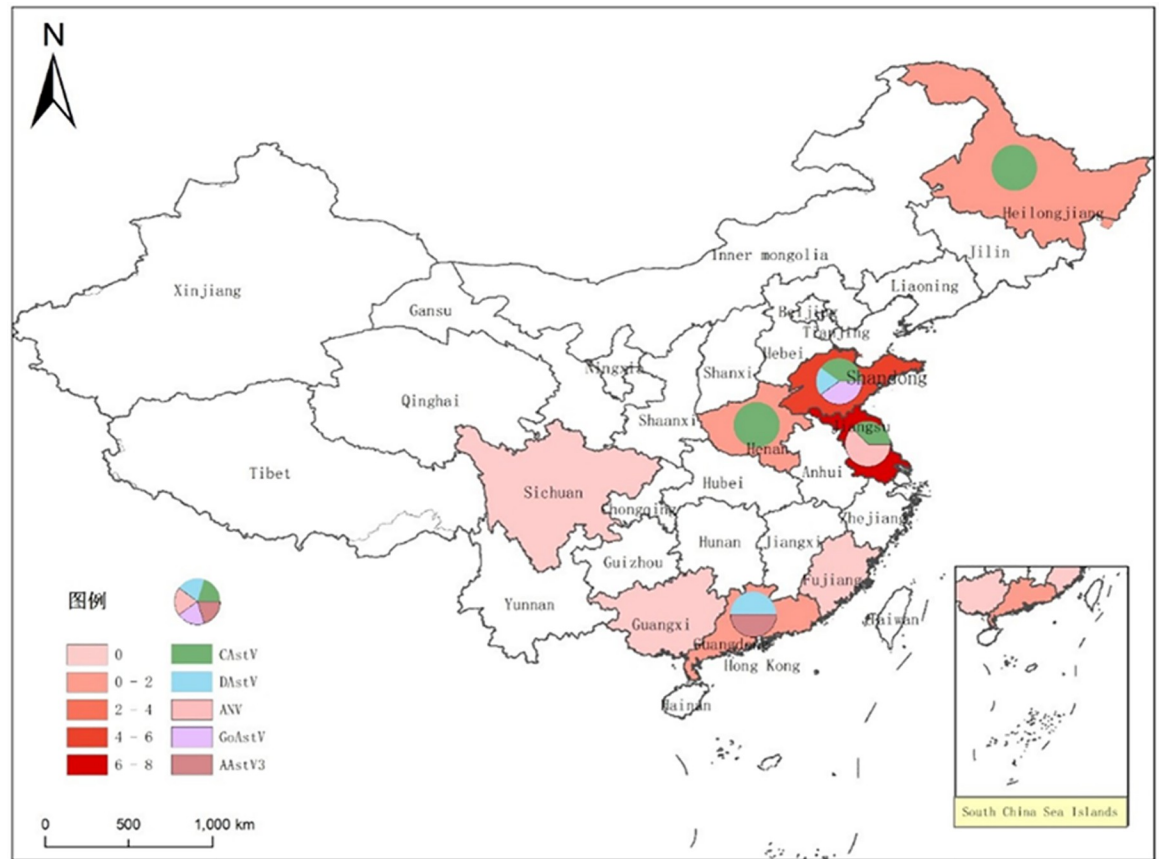 N
Heilongjiang
Jilin
Inner mongolia
Liaoning
Xinjiang
Gansu
Beijing
Tianjing
Hebei
Ningxia
Shanxi
Shandong
Qinghai
Shaanxi
Jiangsu
Henan
Tibet
Anhui
Sichuan
Hubei
Chongqing
Zhejiang
Hunan
Jiangxi
Guizhou
Fujiang
Yunnan
Guangxi
Haiwan
Guangdong
Hong Kong
Hainan
图例
0 CAstV
0 - 2 DAstV
2 - 4 ANV
4 - 6 GoAstV
6 - 8 AAstV3
0 500 1,000 km
South China Sea Islands